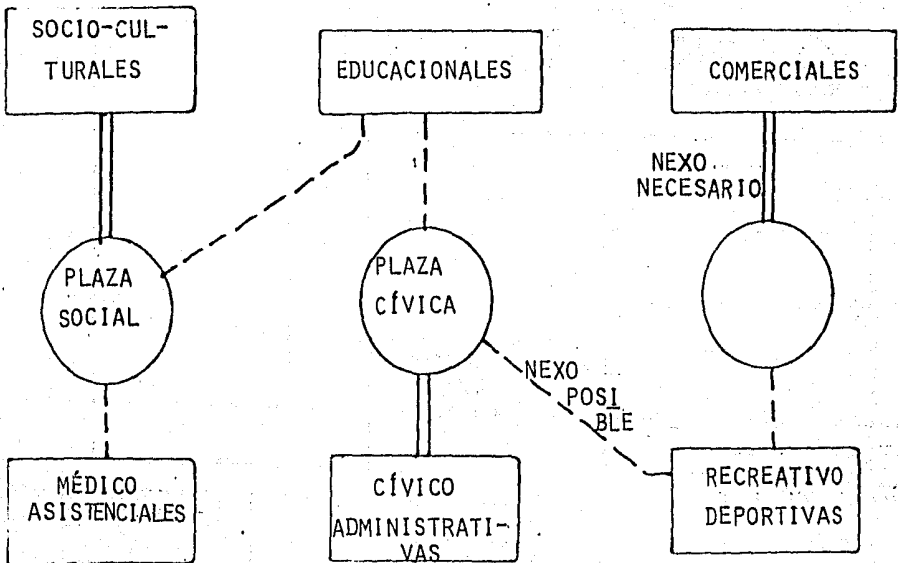 SOCIO-CUL-
TURALES
EDUCACIONALES
COMERCIALES
NEXO
NECESARIO
PLAZA
SOCIAL
PLAZA
CÍVICA
NEXO
POSI
BLE
MÉDICO
ASISTENCIALES
CÍVICO
ADMINISTRATI-
VAS
RECREATIVO
DEPORTIVAS